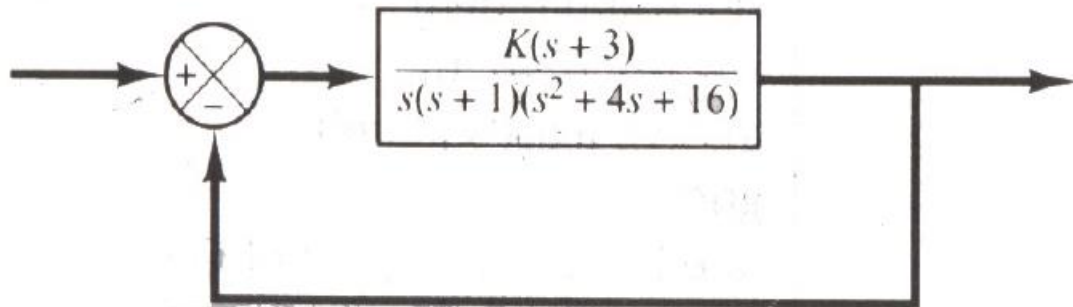 K(s + 3)
s(s + 1)(s² + 4s + 16)
+
−